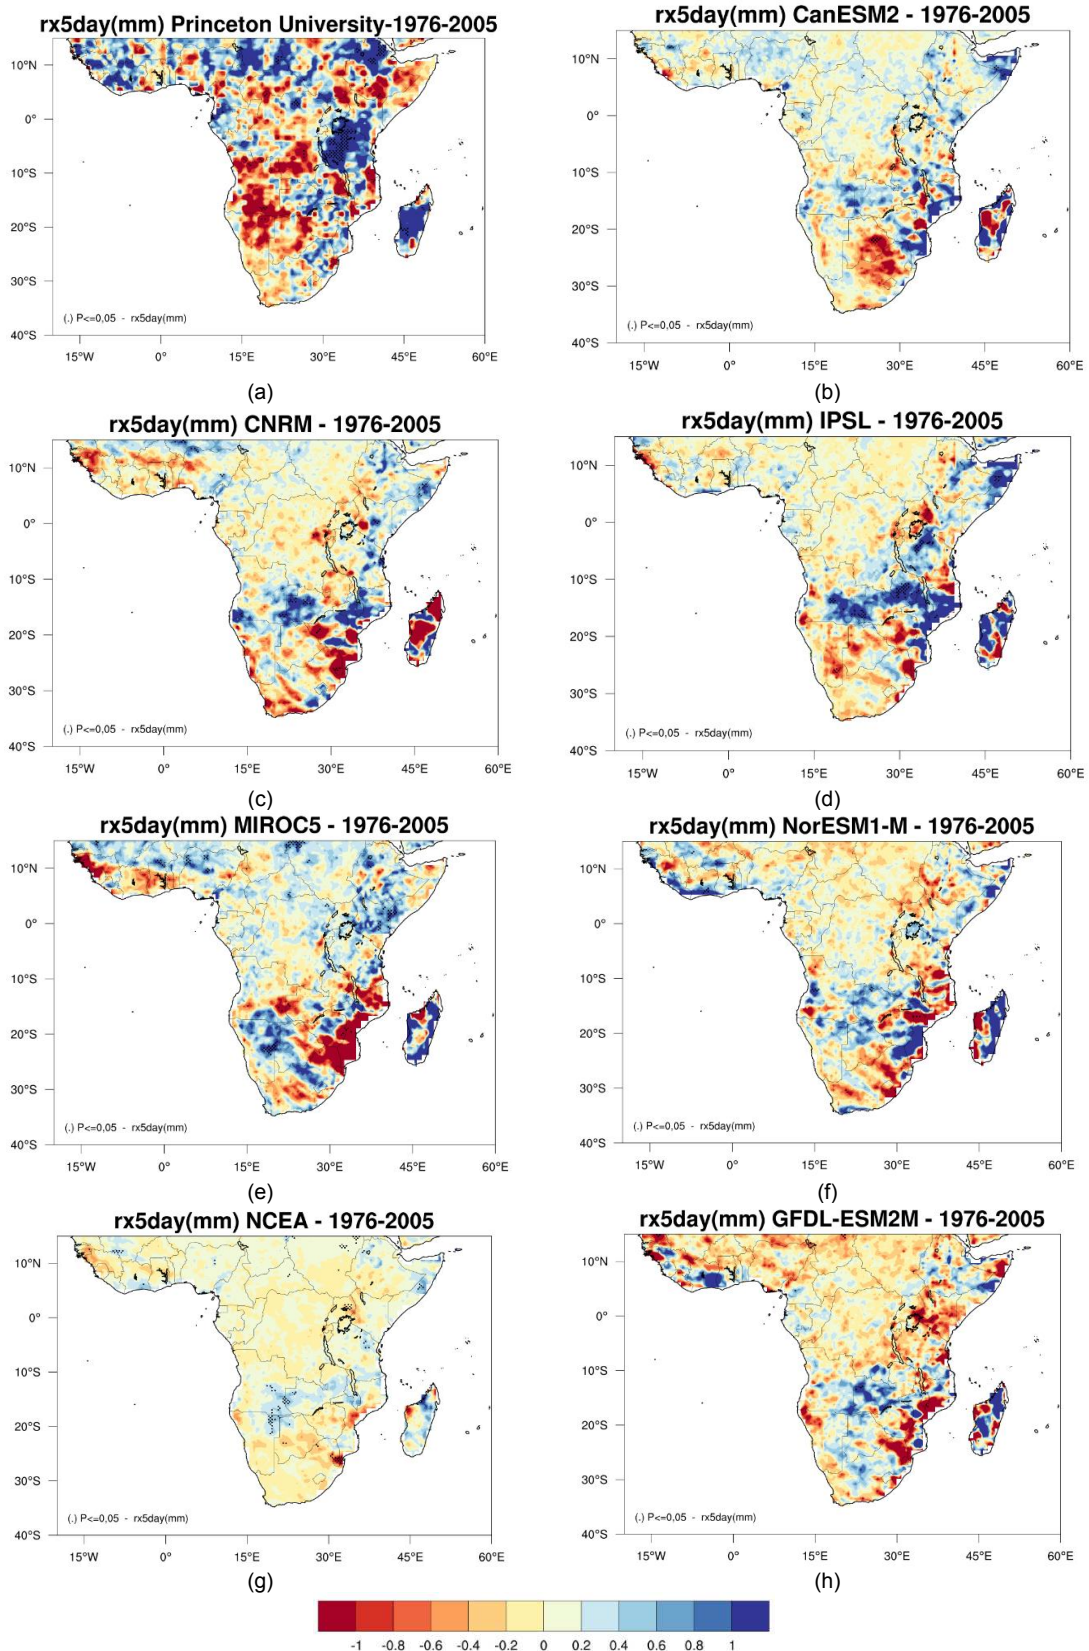 rx5day(mm) Princeton University-1976-2005
10°N
0°
10°S
20°S
30°S
40°S
(.) P<=0,05 - rx5day(mm)
15°W 0° 15°E 30°E 45°E 60°E
(a)
rx5day(mm) CanESM2 - 1976-2005
10°N
0°
10°S
20°S
30°S
40°S
(.) P<=0,05 - rx5day(mm)
15°W 0° 15°E 30°E 45°E 60°E
(b)
rx5day(mm) CNRM - 1976-2005
10°N
0°
10°S
20°S
30°S
40°S
(.) P<=0,05 - rx5day(mm)
15°W 0° 15°E 30°E 45°E 60°E
(c)
rx5day(mm) IPSL - 1976-2005
10°N
0°
10°S
20°S
30°S
40°S
(.) P<=0,05 - rx5day(mm)
15°W 0° 15°E 30°E 45°E 60°E
(d)
rx5day(mm) MIROC5 - 1976-2005
10°N
0°
10°S
20°S
30°S
40°S
(.) P<=0,05 - rx5day(mm)
15°W 0° 15°E 30°E 45°E 60°E
(e)
rx5day(mm) NorESM1-M - 1976-2005
10°N
0°
10°S
20°S
30°S
40°S
(.) P<=0,05 - rx5day(mm)
15°W 0° 15°E 30°E 45°E 60°E
(f)
rx5day(mm) NCEA - 1976-2005
10°N
0°
10°S
20°S
30°S
40°S
(.) P<=0,05 - rx5day(mm)
15°W 0° 15°E 30°E 45°E 60°E
(g)
rx5day(mm) GFDL-ESM2M - 1976-2005
10°N
0°
10°S
20°S
30°S
40°S
(.) P<=0,05 - rx5day(mm)
15°W 0° 15°E 30°E 45°E 60°E
(h)
-1 -0.8 -0.6 -0.4 -0.2 0 0.2 0.4 0.6 0.8 1